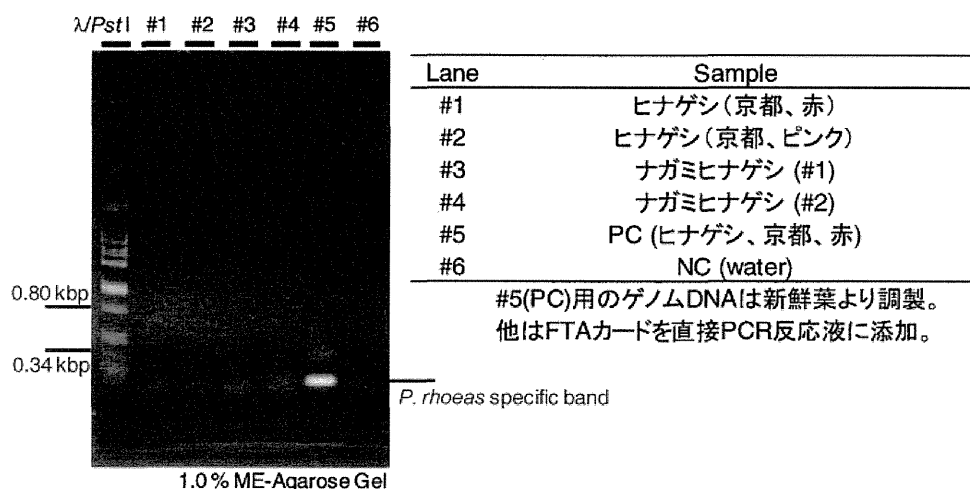 λ/Pst I #1 #2 #3 #4 #5 #6
0.80 kbp
0.34 kbp
P. rhoeas specific band
1.0 % ME-Agarose Gel
Lane Sample
#1 ヒナゲシ(京都、赤)
#2 ヒナゲシ(京都、ピンク)
#3 ナガミヒナゲシ (#1)
#4 ナガミヒナゲシ (#2)
#5 PC (ヒナゲシ、京都、赤)
#6 NC (water)
#5(PC)用のゲノムDNAは新鮮葉より調製。
他はFTAカードを直接PCR反応液に添加。